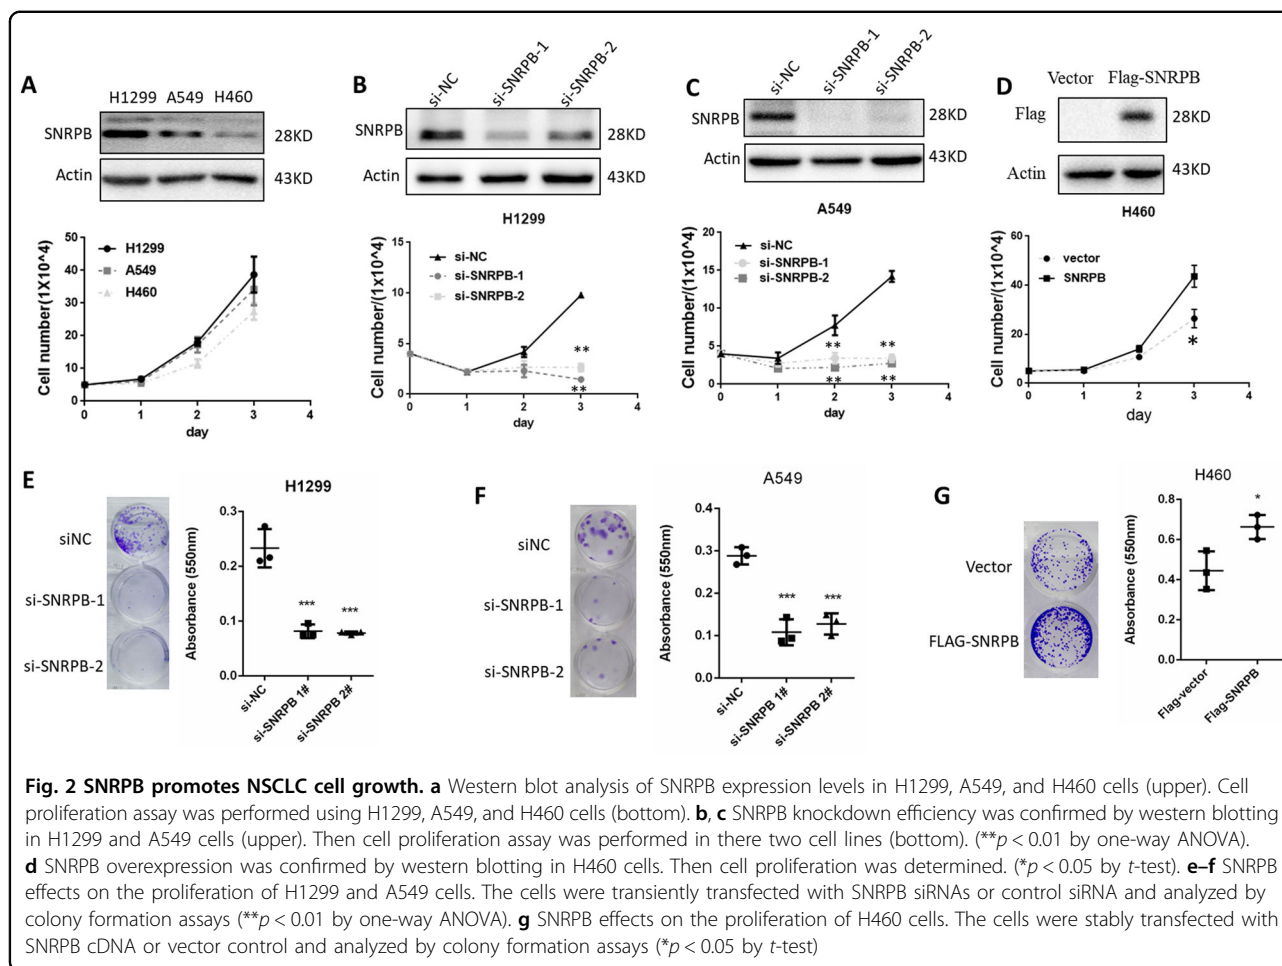 A
H1299 A549 H460
SNRPB 28KD
Actin 43KD
Cell number(1X10^4)
50
40
30
20
10
0
H1299
A549
H460
0 1 2 3 4
day
B
si-NC si-SNRPB-1 si-SNRPB-2
SNRPB 28KD
Actin 43KD
H1299
Cell number/(1x10^4)
15
10
5
0
si-NC
si-SNRPB-1
si-SNRPB-2
**
**
0 1 2 3 4
day
C
si-NC si-SNRPB-1 si-SNRPB-2
SNRPB 28KD
Actin 43KD
A549
Cell number/(1x10^4)
20
15
10
5
0
si-NC
si-SNRPB-1
si-SNRPB-2
** **
** **
0 1 2 3 4
day
D
Vector Flag-SNRPB
Flag 28KD
Actin 43KD
H460
Cell number/(1x10^4)
60
40
20
0
vector
SNRPB
*
0 1 2 3 4
day
E
siNC
si-SNRPB-1
si-SNRPB-2
H1299
Absorbance (550nm)
0.3
0.2
0.1
0.0
*** ***
si-NC si-SNRPB 1# si-SNRPB 2#
F
siNC
si-SNRPB-1
si-SNRPB-2
A549
Absorbance (550nm)
0.4
0.3
0.2
0.1
0.0
*** ***
si-NC si-SNRPB 1# si-SNRPB 2#
G
Vector
FLAG-SNRPB
H460
Absorbance (550nm)
0.8
0.6
0.4
0.2
0.0
*
Flag-vector Flag-SNRPB
Fig. 2 SNRPB promotes NSCLC cell growth. a Western blot analysis of SNRPB expression levels in H1299, A549, and H460 cells (upper). Cell
proliferation assay was performed using H1299, A549, and H460 cells (bottom). b, c SNRPB knockdown efficiency was confirmed by western blotting
in H1299 and A549 cells (upper). Then cell proliferation assay was performed in there two cell lines (bottom). (**p < 0.01 by one-way ANOVA).
d SNRPB overexpression was confirmed by western blotting in H460 cells. Then cell proliferation was determined. (*p < 0.05 by t-test). e–f SNRPB
effects on the proliferation of H1299 and A549 cells. The cells were transiently transfected with SNRPB siRNAs or control siRNA and analyzed by
colony formation assays (**p < 0.01 by one-way ANOVA). g SNRPB effects on the proliferation of H460 cells. The cells were stably transfected with
SNRPB cDNA or vector control and analyzed by colony formation assays (*p < 0.05 by t-test)